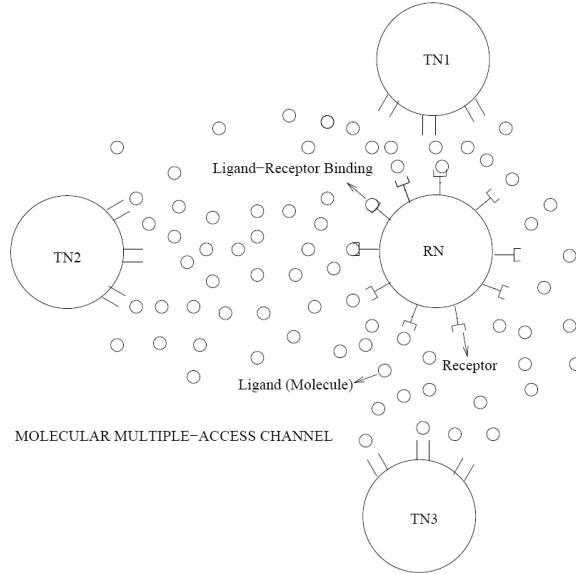 TN1
Ligand−Receptor Binding
TN2
RN
Receptor
Ligand (Molecule)
MOLECULAR MULTIPLE−ACCESS CHANNEL
TN3